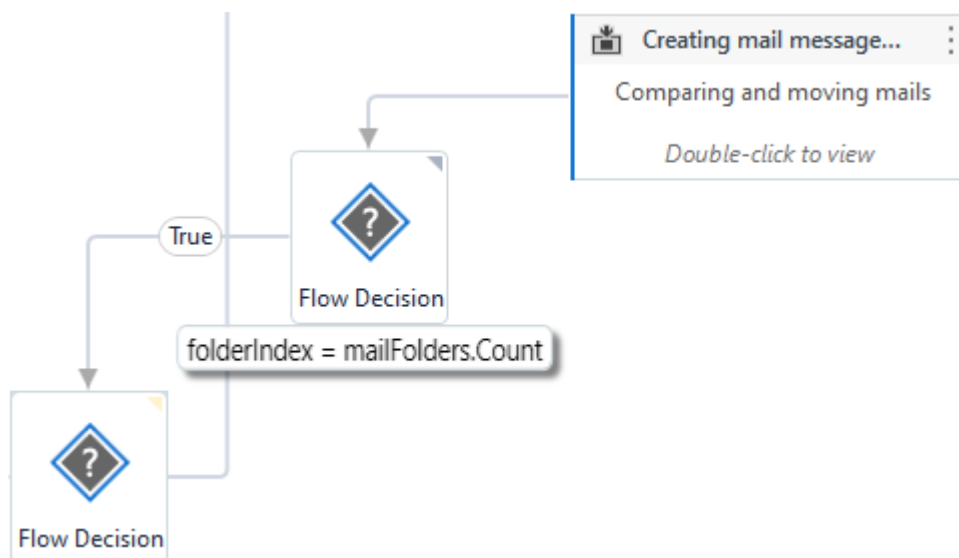 Creating mail message...
Comparing and moving mails
Double-click to view
?
True
Flow Decision
folderIndex = mailFolders.Count
?
Flow Decision